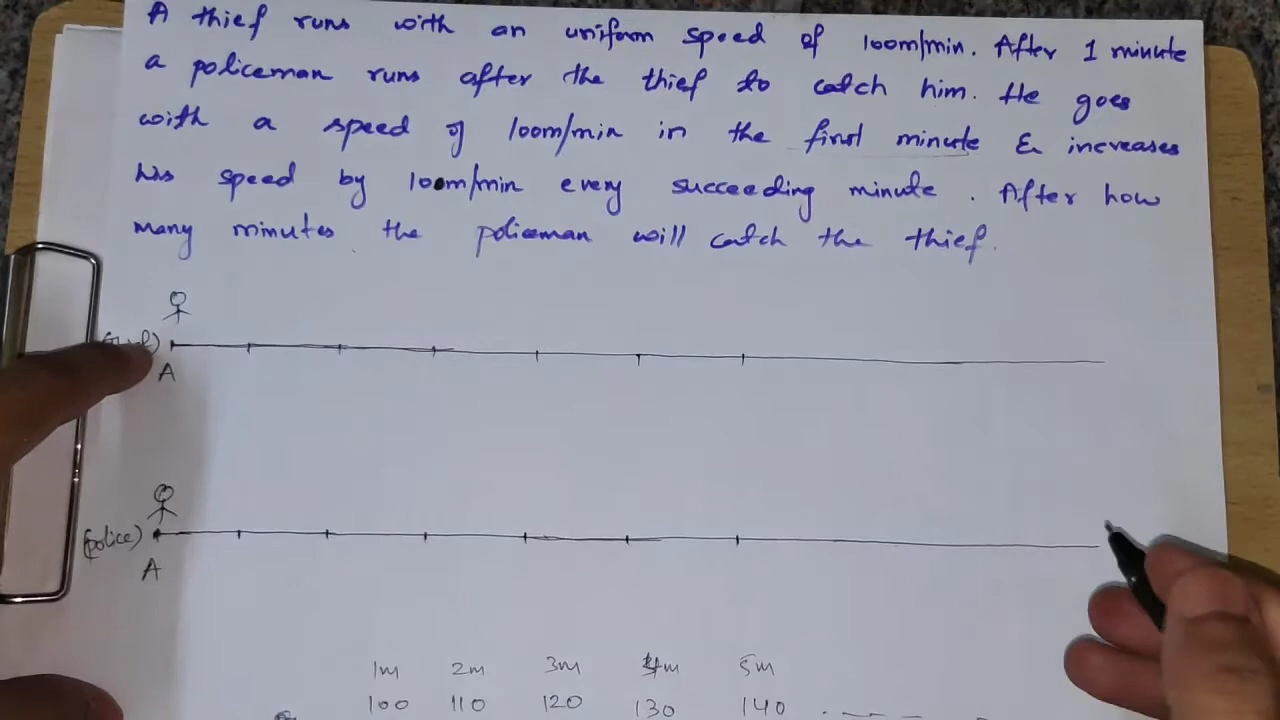 A thief runs with an uniform speed of 100m/min. After 1 minute
a policeman runs after the thief to catch him. He goes
with a speed of 100m/min in the first minute & increases
his speed by 10m/min every succeeding minute. After how
many minutes the policeman will catch the thief.
A
(police)
A
1m 2m 3m 4m 5m
100 110 120 130 140 . _ _ _